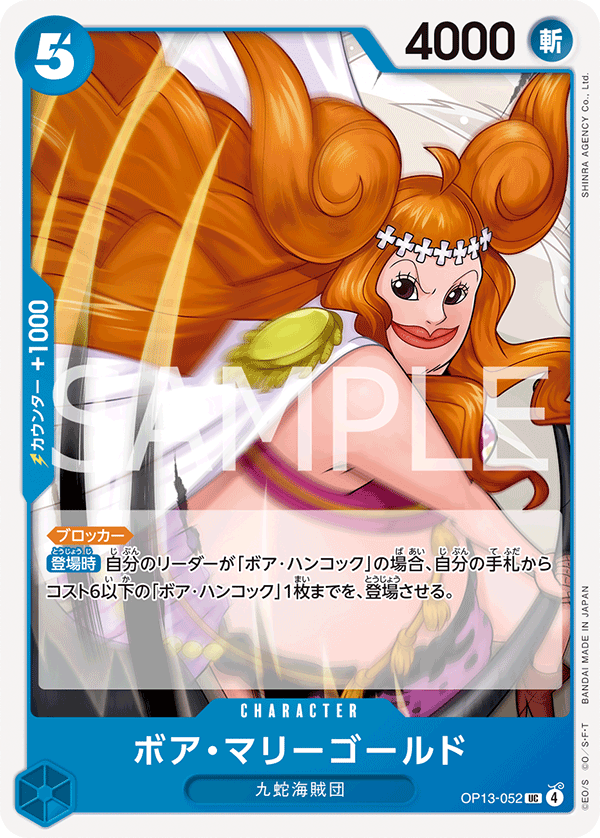 5
4000
斬
SHINRA AGENCY Co., Ltd.
カウンター +1000
SAMPLE
ブロッカー
登場時 自分のリーダーが「ボア・ハンコック」の場合、自分の手札から
コスト6以下の「ボア・ハンコック」1枚までを、登場させる。
CHARACTER
ボア・マリーゴールド
九蛇海賊団
OP13-052 UC 4
©E.O/S ©O/S・F・T BANDAI MADE IN JAPAN